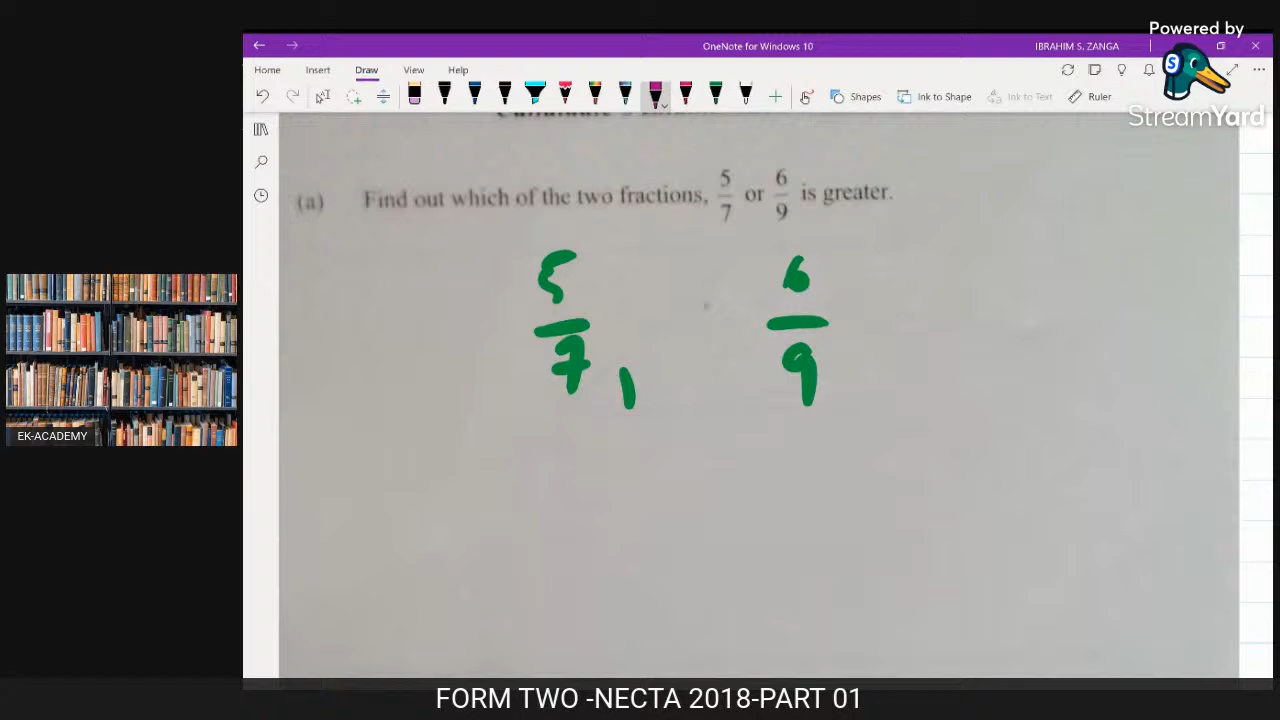 Powered by
StreamYard
OneNote for Windows 10
IBRAHIM S. ZANGA
Home Insert Draw View Help
Shapes Ink to Shape Ink to Text Ruler
(a) Find out which of the two fractions, 5/7 or 6/9 is greater.
5/7 , 6/9
EK-ACADEMY
FORM TWO -NECTA 2018-PART 01